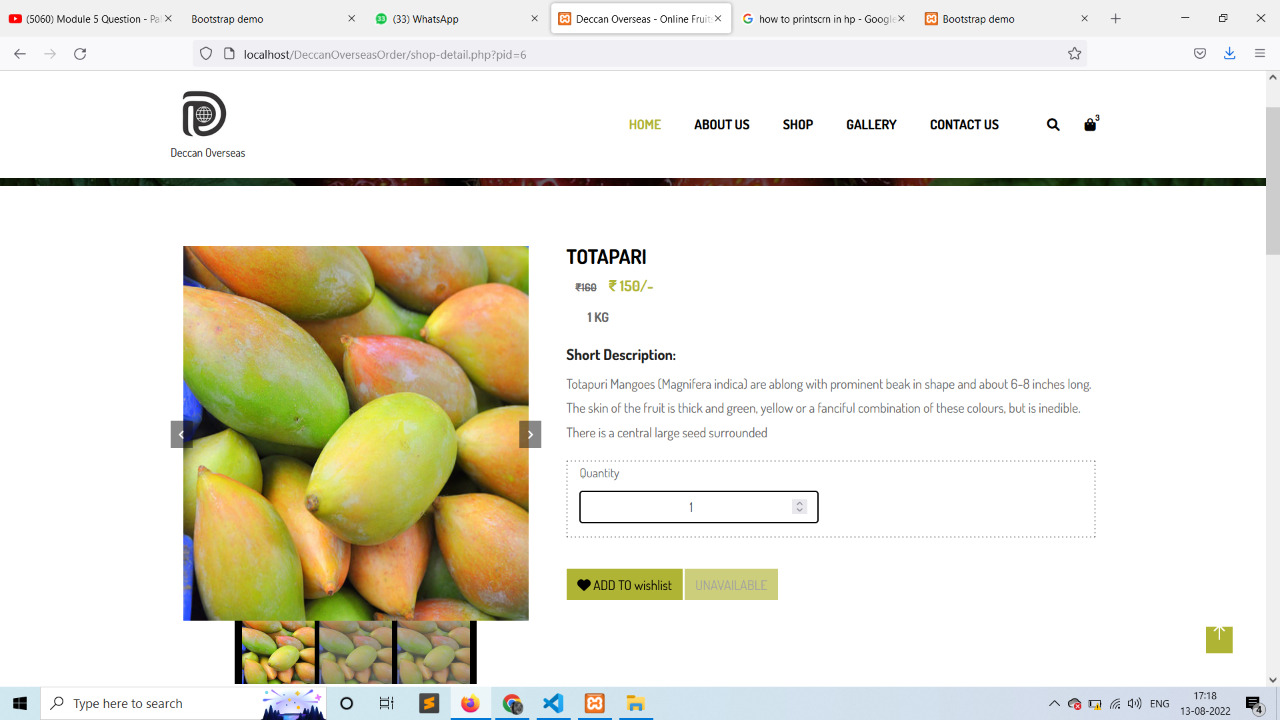 (5060) Module 5 Question - Pa
Bootstrap demo
(33) WhatsApp
Deccan Overseas - Online Fruit
how to printscrn in hp - Google
Bootstrap demo
localhost/DeccanOverseasOrder/shop-detail.php?pid=6
Deccan Overseas
HOME
ABOUT US
SHOP
GALLERY
CONTACT US
3
TOTAPARI
₹160 ₹ 150/-
1 KG
Short Description:
Totapuri Mangoes (Magnifera indica) are ablong with prominent beak in shape and about 6-8 inches long.
The skin of the fruit is thick and green, yellow or a fanciful combination of these colours, but is inedible.
There is a central large seed surrounded
Quantity
1
ADD TO wishlist
UNAVAILABLE
Type here to search
ENG
17:18
13-08-2022
4